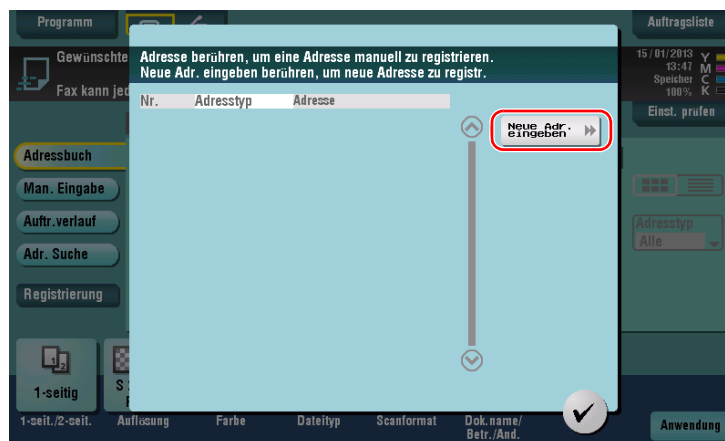 Programm
Auftragsliste
Gewünschte
Fax kann jed
Adresse berühren, um eine Adresse manuell zu registrieren.
Neue Adr. eingeben berühren, um neue Adresse zu registr.
15/01/2013
13:47
Speicher
100%
Y
M
C
K
Einst. prüfen
Nr. Adresstyp Adresse
Neue Adr.
eingeben
Adressbuch
Man. Eingabe
Auftr.verlauf
Adr. Suche
Registrierung
Adresstyp
Alle
1-seitig
S
1-seit./2-seit. Auflösung Farbe Dateityp Scanformat Dok.name/
Betr./And.
Anwendung